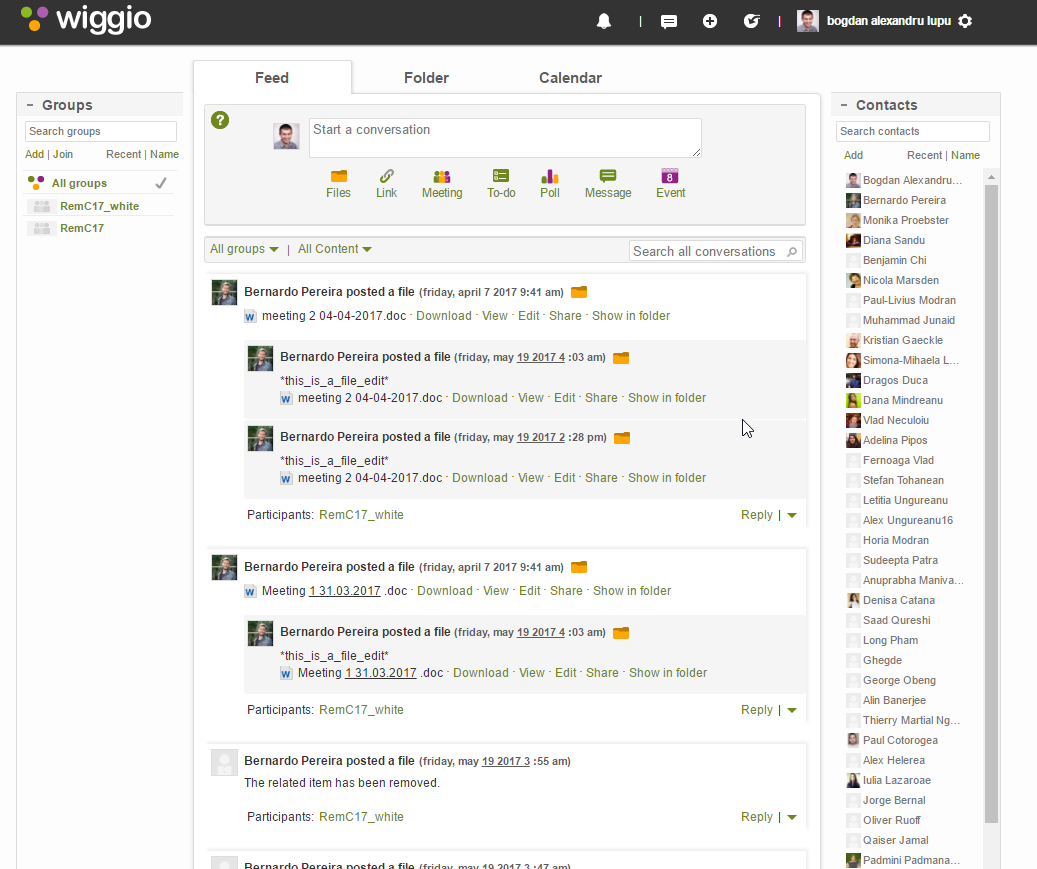 wiggio
bogdan alexandru lupu
Feed
Folder
Calendar
− Groups
Search groups
Add | Join
Recent | Name
All groups
RemC17_white
RemC17
?
Start a conversation
Files
Link
Meeting
To-do
Poll
Message
8
Event
All groups | All Content
Search all conversations
Bernardo Pereira posted a file (friday, april 7 2017 9:41 am)
W meeting 2 04-04-2017.doc · Download · View · Edit · Share · Show in folder
Bernardo Pereira posted a file (friday, may 19 2017 4 :03 am)
*this_is_a_file_edit*
W meeting 2 04-04-2017.doc · Download · View · Edit · Share · Show in folder
Bernardo Pereira posted a file (friday, may 19 2017 2 :28 pm)
*this_is_a_file_edit*
W meeting 2 04-04-2017.doc · Download · View · Edit · Share · Show in folder
Participants: RemC17_white
Reply |
Bernardo Pereira posted a file (friday, april 7 2017 9:41 am)
W Meeting 1 31.03.2017 .doc · Download · View · Edit · Share · Show in folder
Bernardo Pereira posted a file (friday, may 19 2017 4 :03 am)
*this_is_a_file_edit*
W Meeting 1 31.03.2017 .doc · Download · View · Edit · Share · Show in folder
Participants: RemC17_white
Reply |
Bernardo Pereira posted a file (friday, may 19 2017 3 :55 am)
The related item has been removed.
Participants: RemC17_white
Reply |
Bernardo Pereira posted a file (friday, may 19 2017 3 :47 am)
− Contacts
Search contacts
Add
Recent | Name
Bogdan Alexandru...
Bernardo Pereira
Monika Proebster
Diana Sandu
Benjamin Chi
Nicola Marsden
Paul-Livius Modran
Muhammad Junaid
Kristian Gaeckle
Simona-Mihaela L...
Dragos Duca
Dana Mindreanu
Vlad Neculoiu
Adelina Pipos
Fernoaga Vlad
Stefan Tohanean
Letitia Ungureanu
Alex Ungureanu16
Horia Modran
Sudeepta Patra
Anuprabha Maniva...
Denisa Catana
Saad Qureshi
Long Pham
Ghegde
George Obeng
Alin Banerjee
Thierry Martial Ng...
Paul Cotorogea
Alex Helerea
Iulia Lazaroae
Jorge Bernal
Oliver Ruoff
Qaiser Jamal
Padmini Padmana...